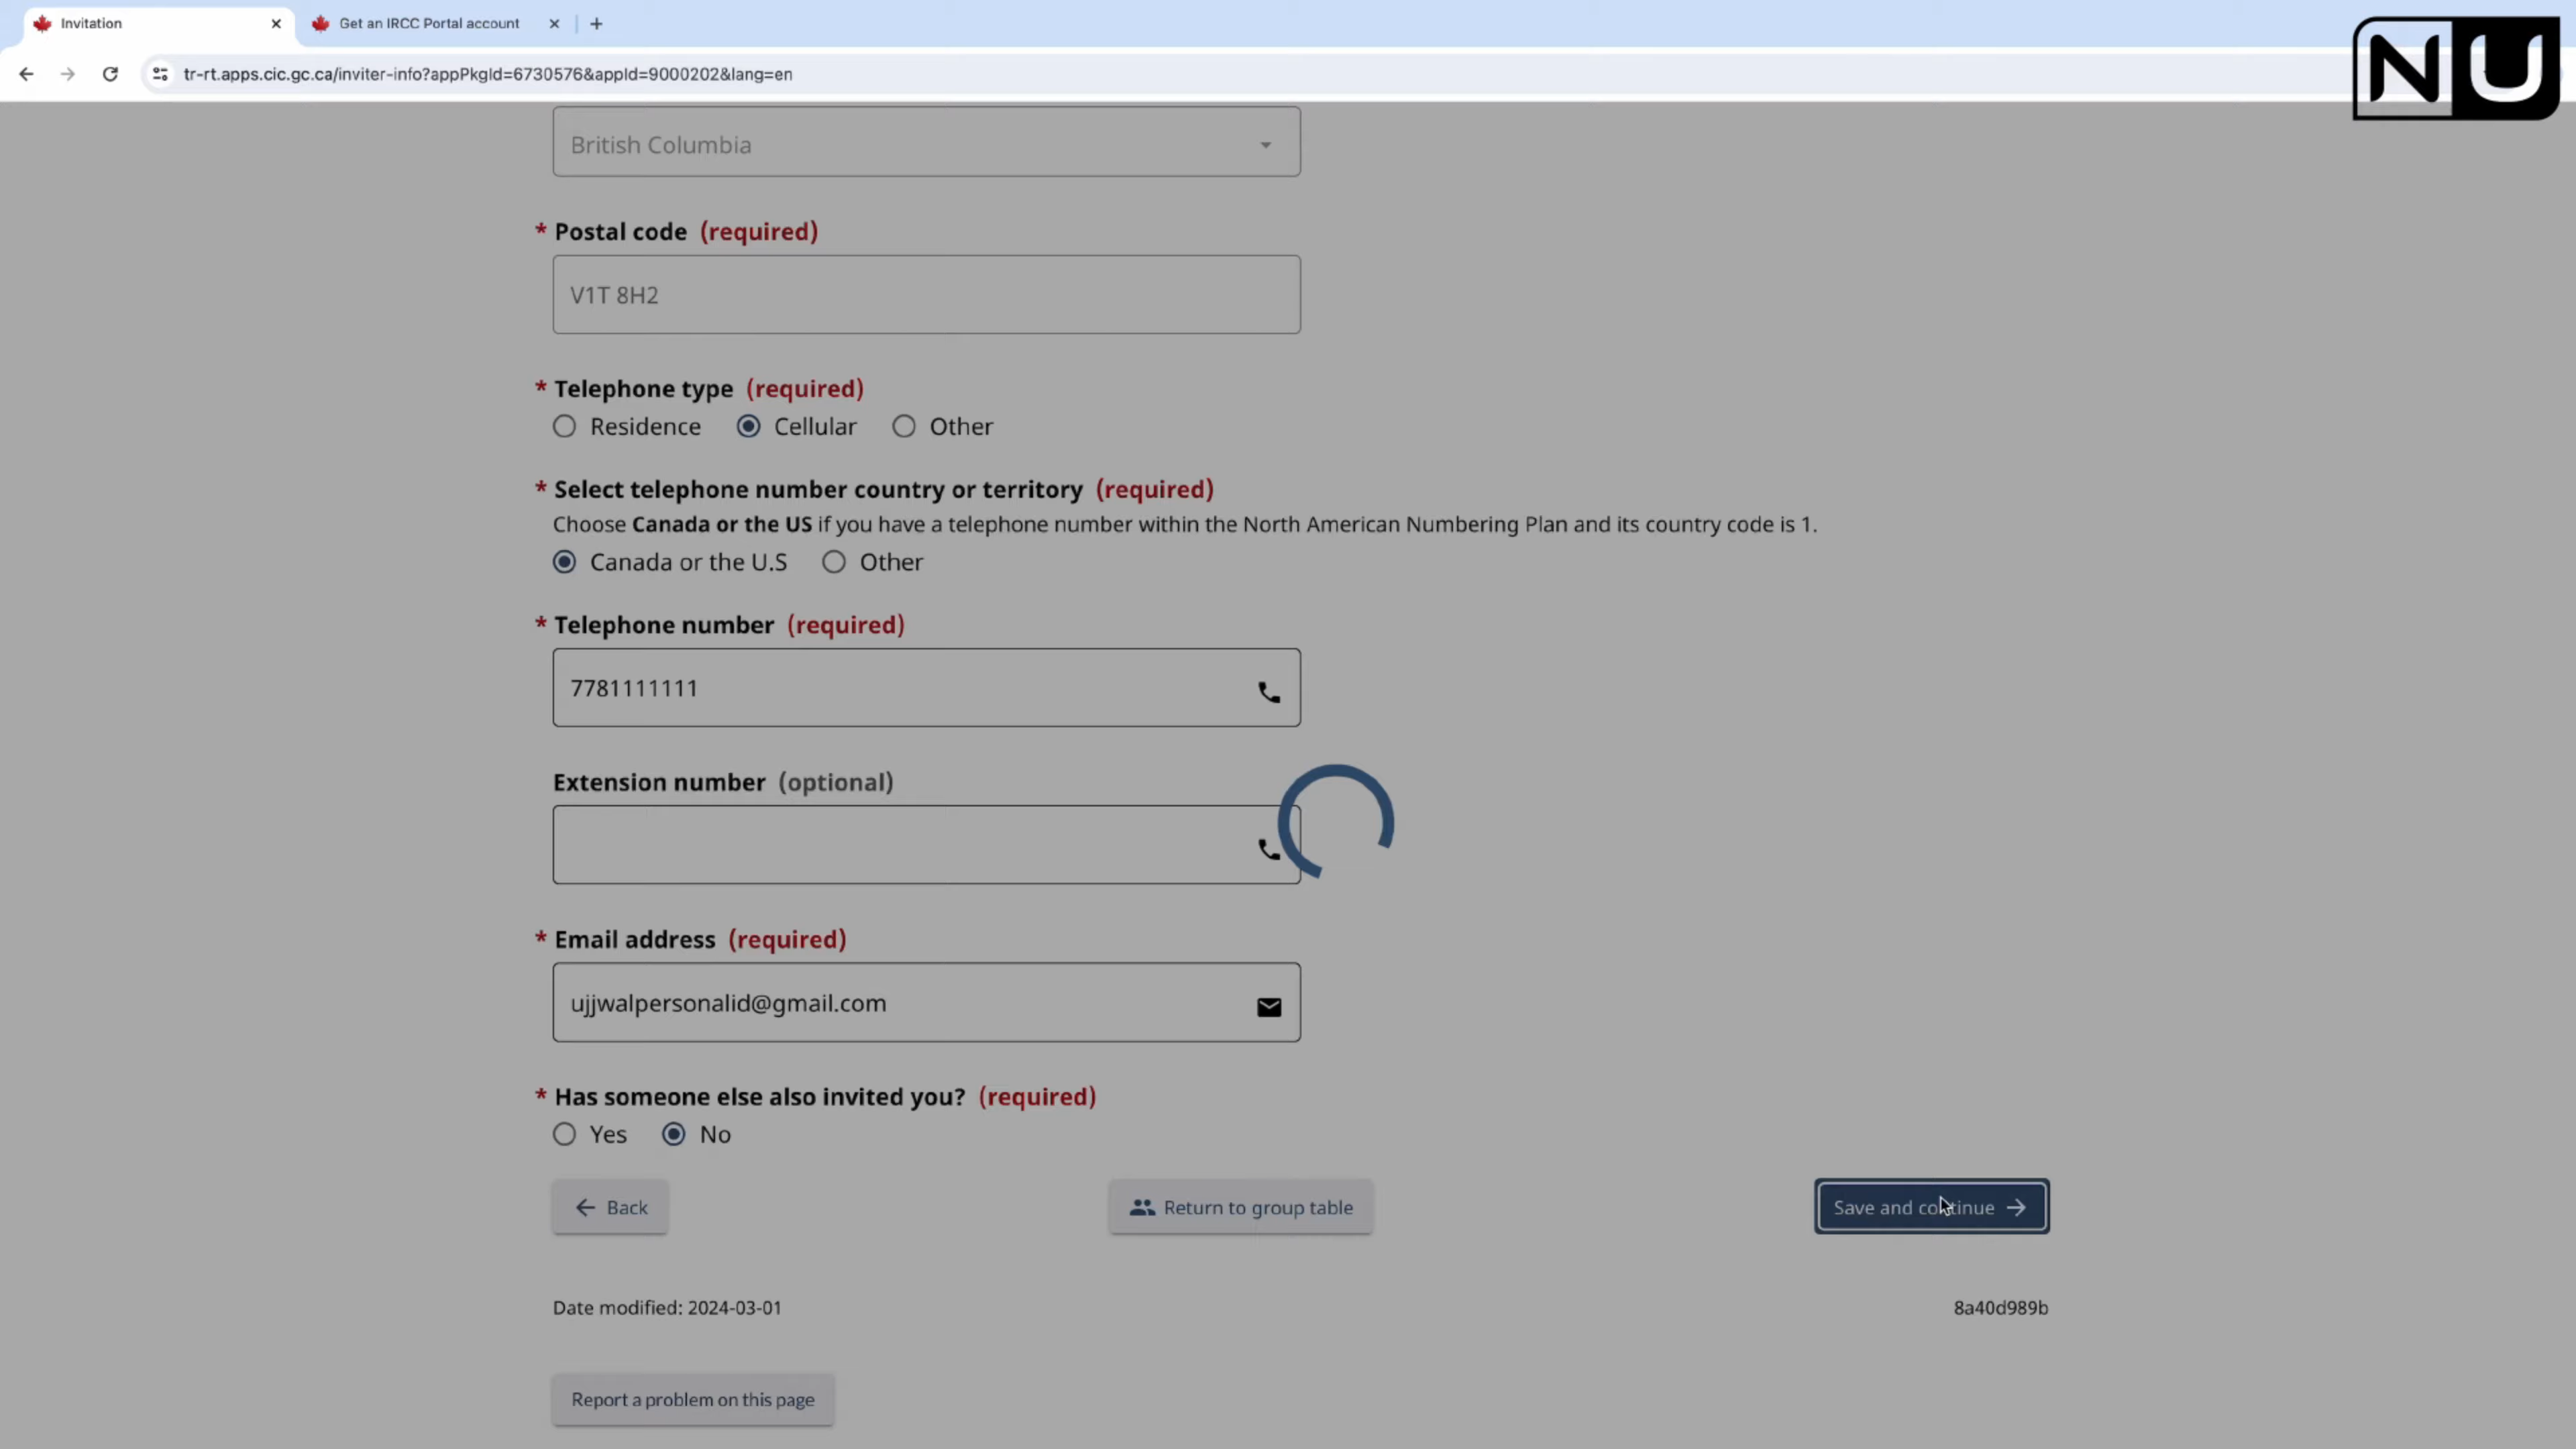 Invitation
Get an IRCC Portal account
tr-rt.apps.cic.gc.ca/inviter-info?appPkgId=6730576&appId=9000202&lang=en
NU
British Columbia
* Postal code (required)
V1T 8H2
* Telephone type (required)
Residence Cellular Other
* Select telephone number country or territory (required)
Choose Canada or the US if you have a telephone number within the North American Numbering Plan and its country code is 1.
Canada or the U.S Other
* Telephone number (required)
7781111111
Extension number (optional)
* Email address (required)
ujjwalpersonalid@gmail.com
* Has someone else also invited you? (required)
Yes No
Back Return to group table Save and continue
Date modified: 2024-03-01 8a40d989b
Report a problem on this page